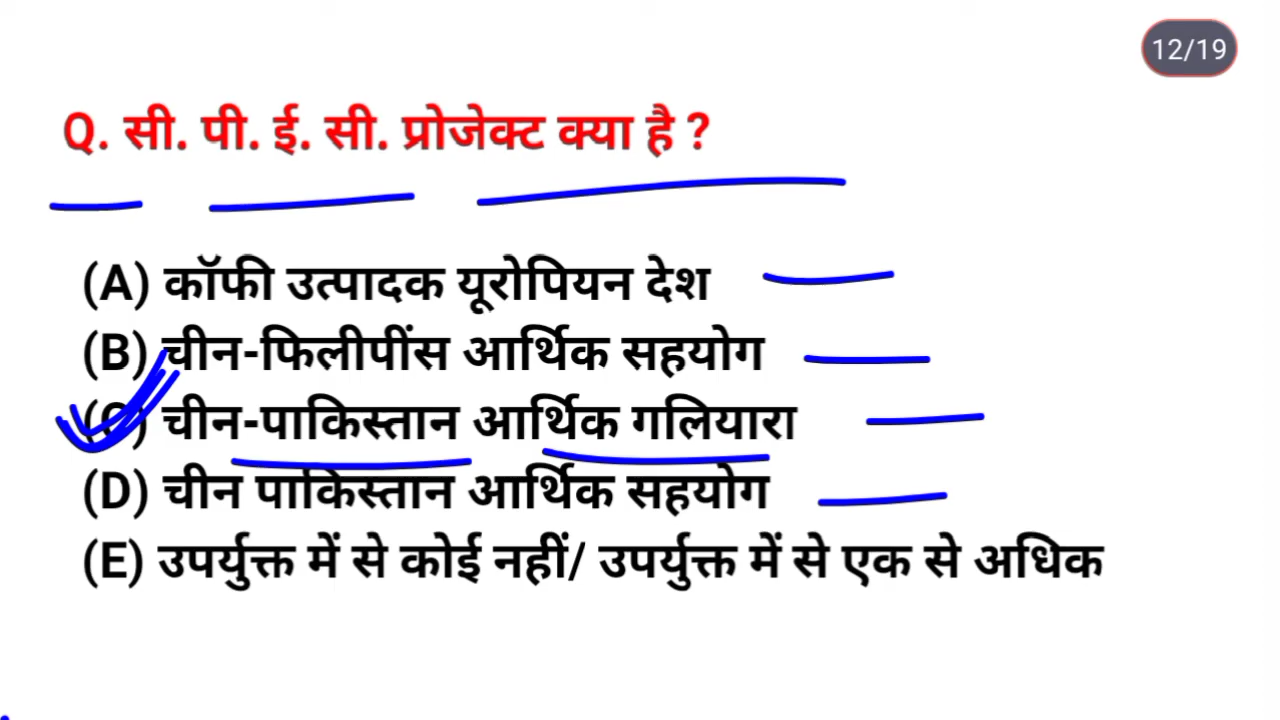 12/19
Q. सी. पी. ई. सी. प्रोजेक्ट क्या है ?
(A) कॉफी उत्पादक यूरोपियन देश
(B) चीन-फिलीपींस आर्थिक सहयोग
(C) चीन-पाकिस्तान आर्थिक गलियारा
(D) चीन पाकिस्तान आर्थिक सहयोग
(E) उपर्युक्त में से कोई नहीं/ उपर्युक्त में से एक से अधिक